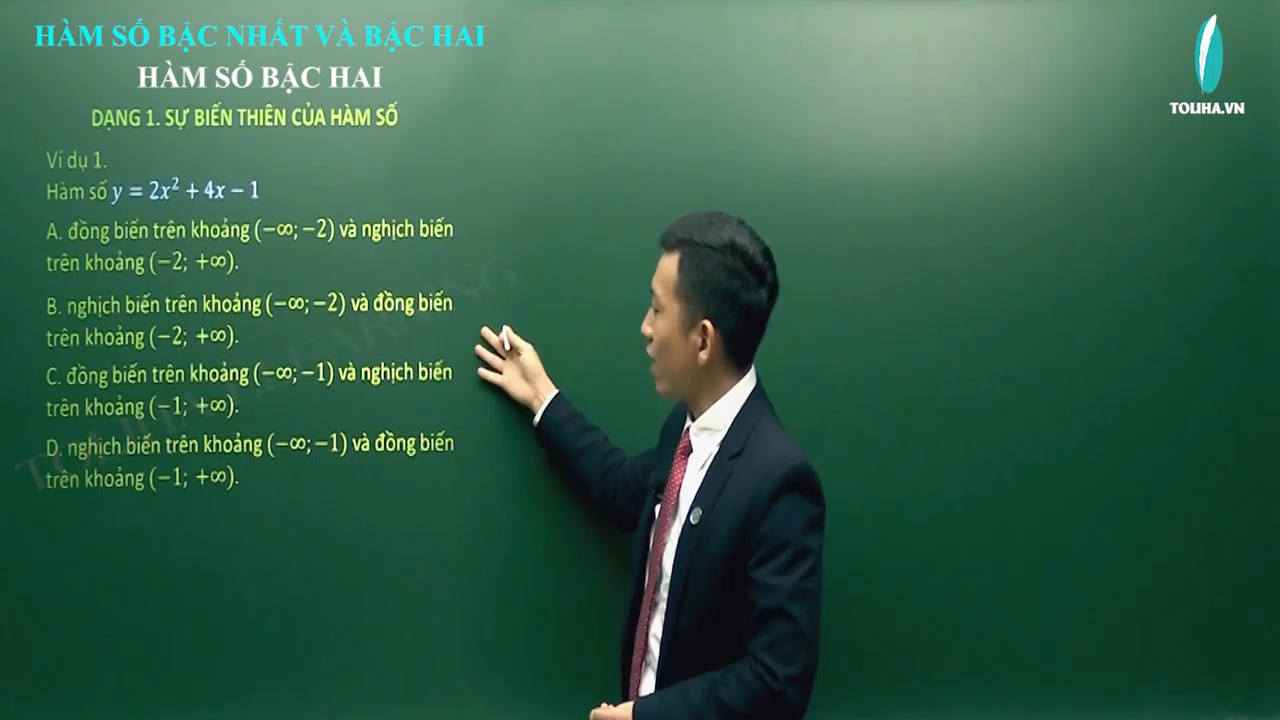 HÀM SỐ BẬC NHẤT VÀ BẬC HAI
HÀM SỐ BẬC HAI
DẠNG 1. SỰ BIẾN THIÊN CỦA HÀM SỐ
TOLIHA.VN
Ví dụ 1.
Hàm số y = 2x² + 4x − 1
A. đồng biến trên khoảng (−∞; −2) và nghịch biến
trên khoảng (−2; +∞).
B. nghịch biến trên khoảng (−∞; −2) và đồng biến
trên khoảng (−2; +∞).
C. đồng biến trên khoảng (−∞; −1) và nghịch biến
trên khoảng (−1; +∞).
D. nghịch biến trên khoảng (−∞; −1) và đồng biến
trên khoảng (−1; +∞).